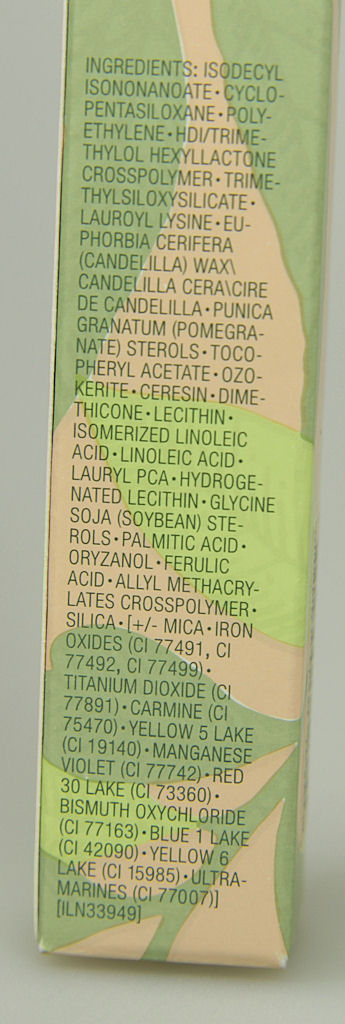 INGREDIENTS: ISODECYL
ISONONANOATE • CYCLO-
PENTASILOXANE • POLY-
ETHYLENE • HDI/TRIME-
THYLOL HEXYLLACTONE
CROSSPOLYMER • TRIME-
THYLSILOXYSILICATE •
LAUROYL LYSINE • EU-
PHORBIA CERIFERA
(CANDELILLA) WAX\
CANDELILLA CERA\CIRE
DE CANDELILLA • PUNICA
GRANATUM (POMEGRA-
NATE) STEROLS • TOCO-
PHERYL ACETATE • OZO-
KERITE • CERESIN • DIME-
THICONE • LECITHIN •
ISOMERIZED LINOLEIC
ACID • LINOLEIC ACID •
LAURYL PCA • HYDROGE-
NATED LECITHIN • GLYCINE
SOJA (SOYBEAN) STE-
ROLS • PALMITIC ACID •
ORYZANOL • FERULIC
ACID • ALLYL METHACRY-
LATES CROSSPOLYMER •
SILICA • [+/- MICA • IRON
OXIDES (CI 77491, CI
77492, CI 77499) •
TITANIUM DIOXIDE (CI
77891) • CARMINE (CI
75470) • YELLOW 5 LAKE
(CI 19140) • MANGANESE
VIOLET (CI 77742) • RED
30 LAKE (CI 73360) •
BISMUTH OXYCHLORIDE
(CI 77163) • BLUE 1 LAKE
(CI 42090) • YELLOW 6
LAKE (CI 15985) • ULTRA-
MARINES (CI 77007)]
[ILN33949]